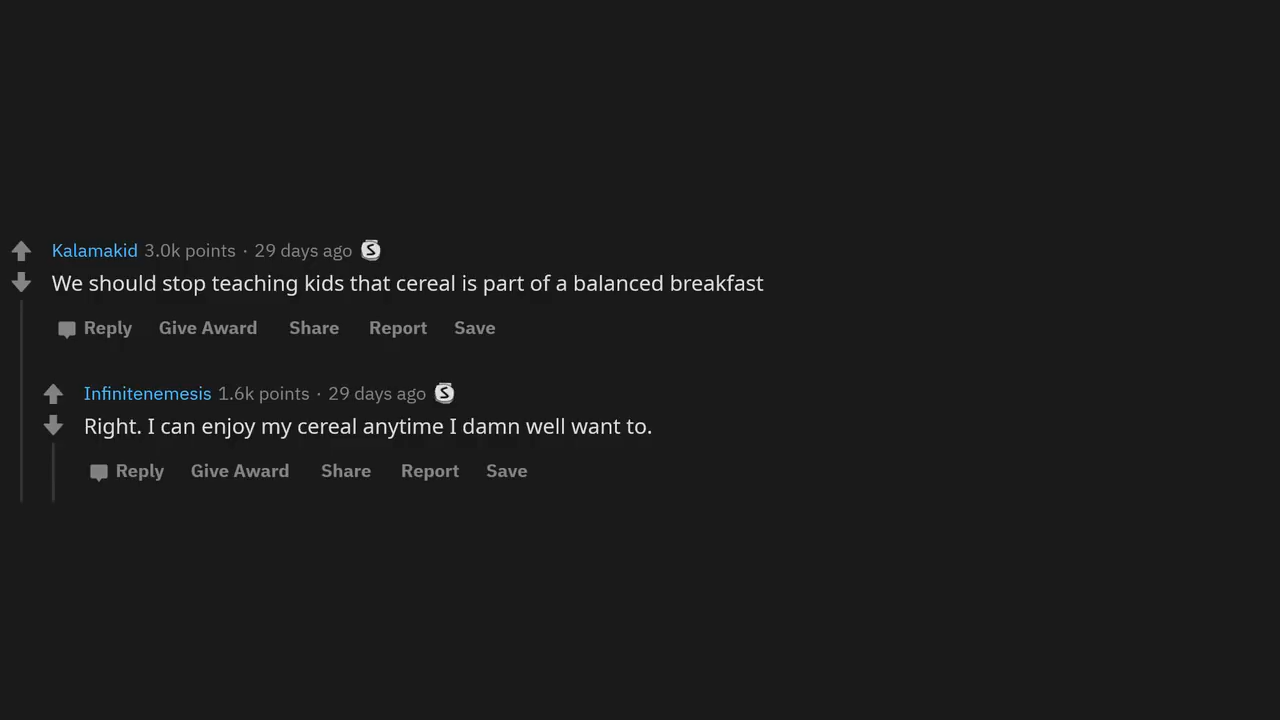 Kalamakid 3.0k points · 29 days ago S
We should stop teaching kids that cereal is part of a balanced breakfast
Reply Give Award Share Report Save
Infinitenemesis 1.6k points · 29 days ago S
Right. I can enjoy my cereal anytime I damn well want to.
Reply Give Award Share Report Save